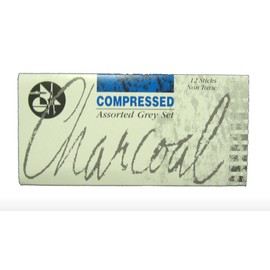 12 Sticks
Non Toxic
COMPRESSED
Assorted Grey Set
Charcoal